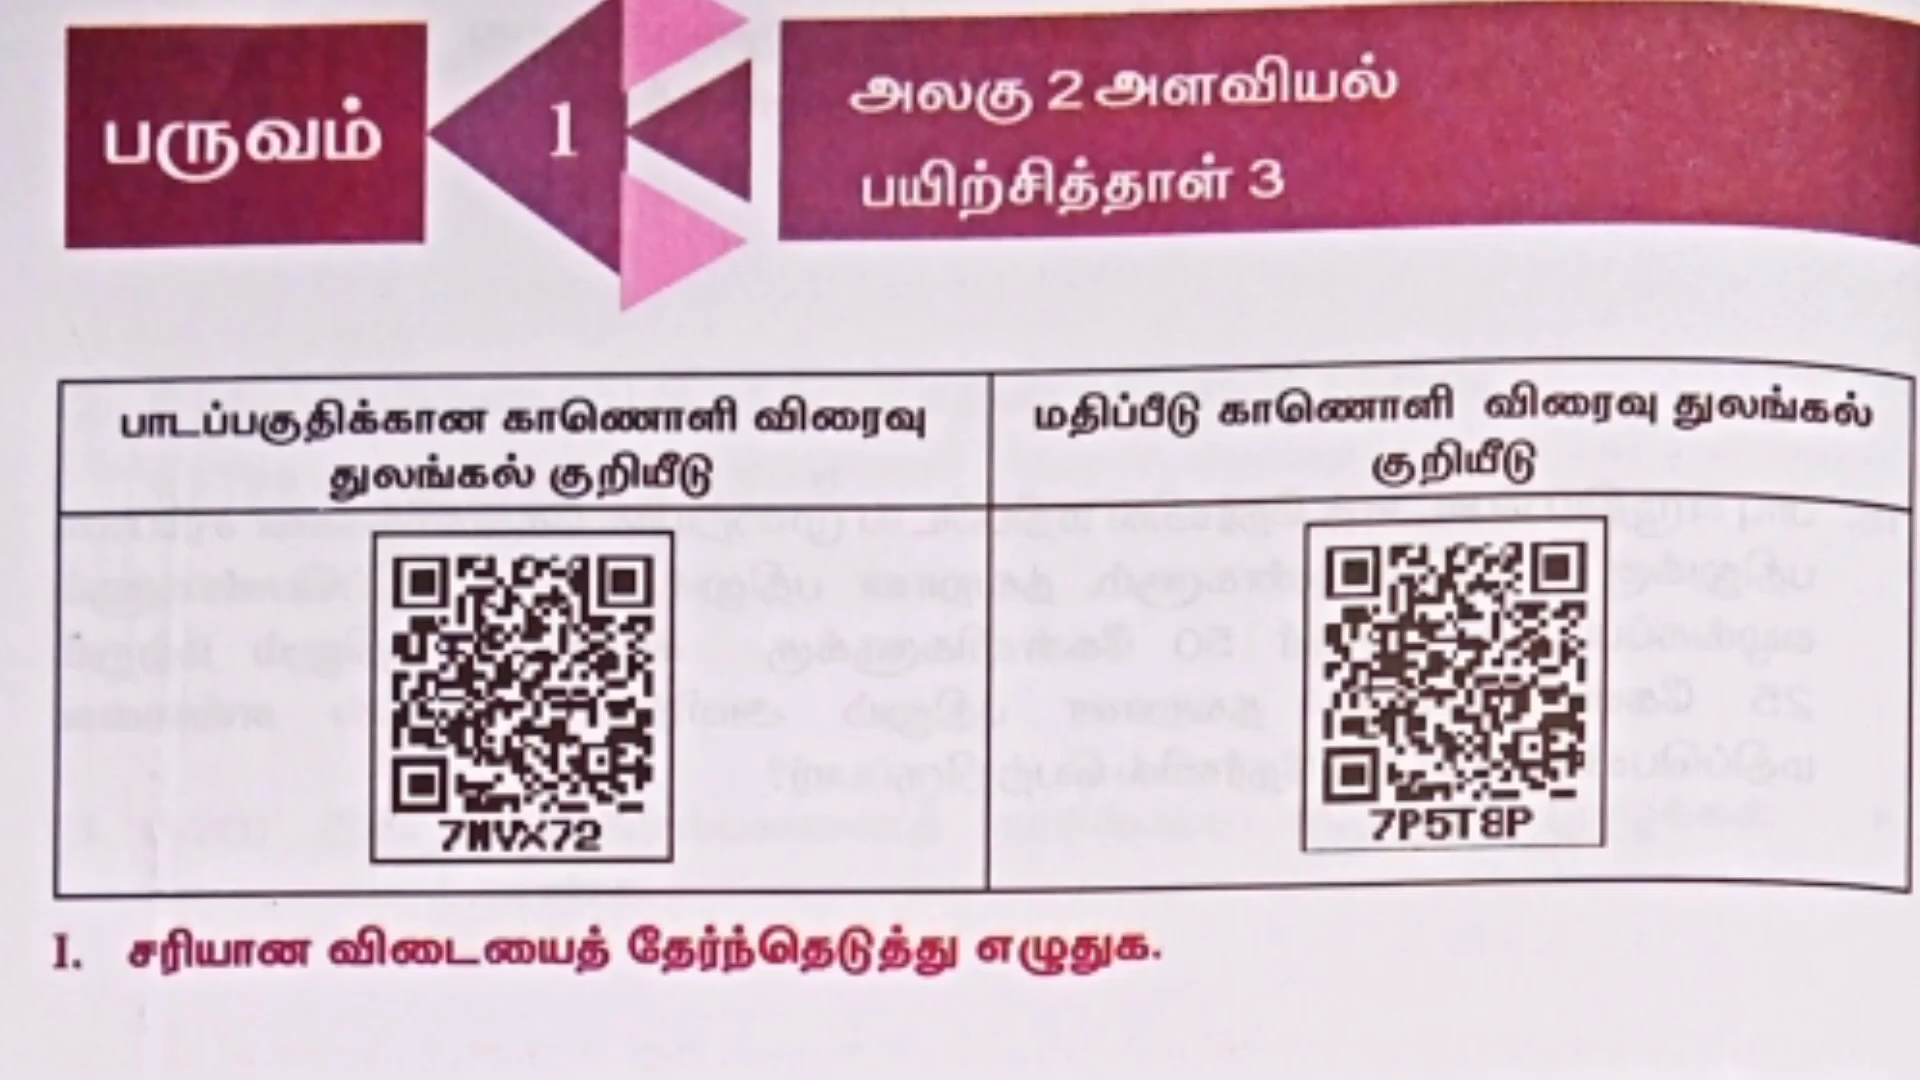 பருவம்
1
அலகு 2 அளவியல்
பயிற்சித்தாள் 3
பாடப்பகுதிக்கான காணொளி விரைவு
துலங்கல் குறியீடு
மதிப்பீடு காணொளி விரைவு துலங்கல்
குறியீடு
7NVX72
7P5T8P
I. சரியான விடையைத் தேர்ந்தெடுத்து எழுதுக.